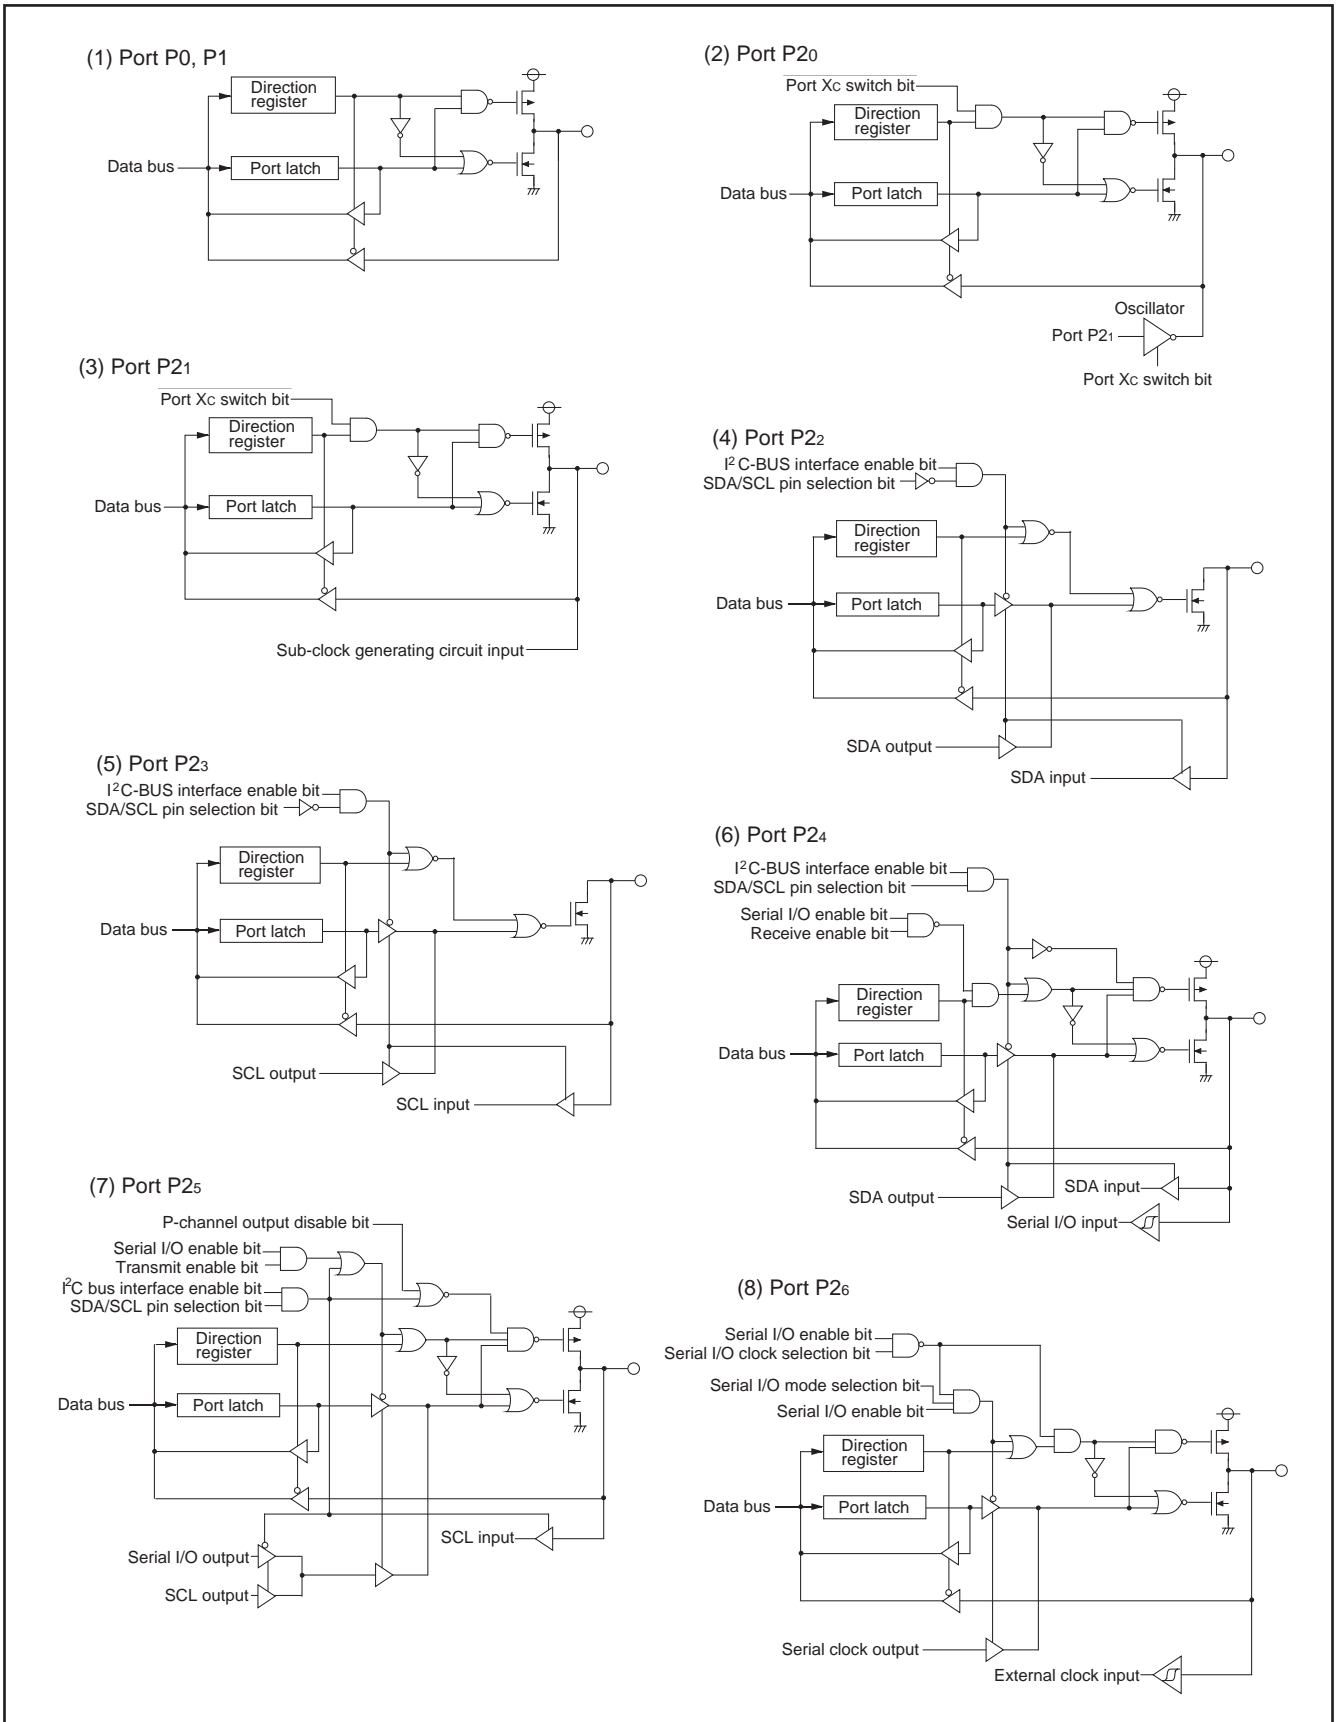 (1) Port P0, P1
Direction
register
Data bus
Port latch
(2) Port P20
Port XC switch bit
Direction
register
Data bus
Port latch
Oscillator
Port P21
Port XC switch bit
(3) Port P21
Port XC switch bit
Direction
register
Data bus
Port latch
Sub-clock generating circuit input
(4) Port P22
I2C-BUS interface enable bit
SDA/SCL pin selection bit
Direction
register
Data bus
Port latch
SDA output
SDA input
(5) Port P23
I2C-BUS interface enable bit
SDA/SCL pin selection bit
Direction
register
Data bus
Port latch
SCL output
SCL input
(6) Port P24
I2C-BUS interface enable bit
SDA/SCL pin selection bit
Serial I/O enable bit
Receive enable bit
Direction
register
Data bus
Port latch
SDA input
SDA output
Serial I/O input
(7) Port P25
P-channel output disable bit
Serial I/O enable bit
Transmit enable bit
I2C bus interface enable bit
SDA/SCL pin selection bit
Direction
register
Data bus
Port latch
SCL input
Serial I/O output
SCL output
(8) Port P26
Serial I/O enable bit
Serial I/O clock selection bit
Serial I/O mode selection bit
Serial I/O enable bit
Direction
register
Data bus
Port latch
Serial clock output
External clock input